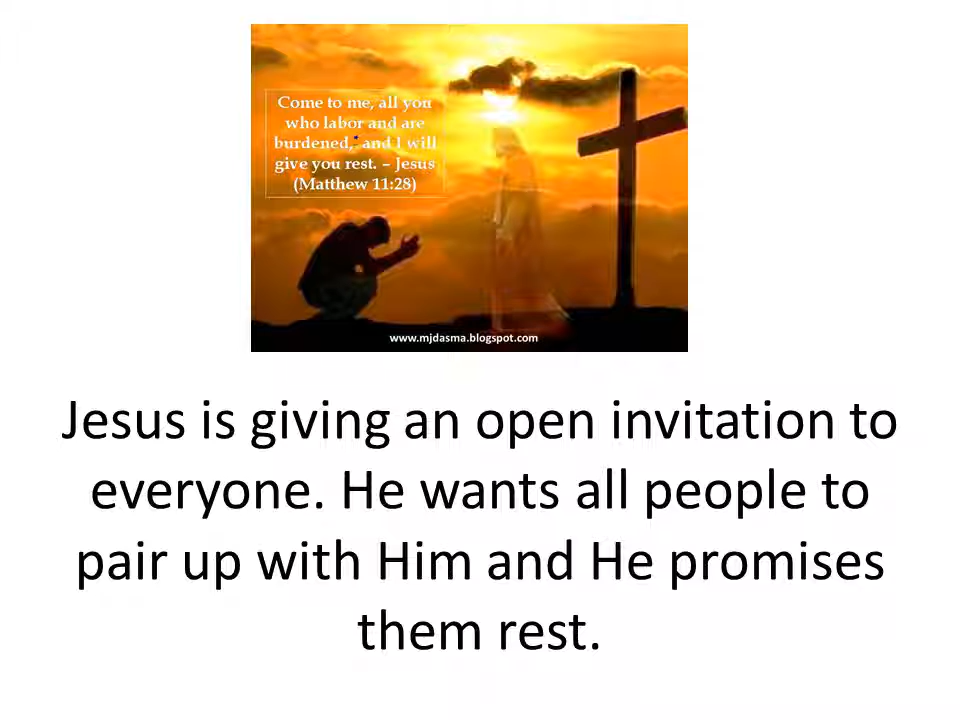 Come to me, all you
who labor and are
burdened,* and I will
give you rest. – Jesus
(Matthew 11:28)
www.mjdasma.blogspot.com
Jesus is giving an open invitation to
everyone. He wants all people to
pair up with Him and He promises
them rest.